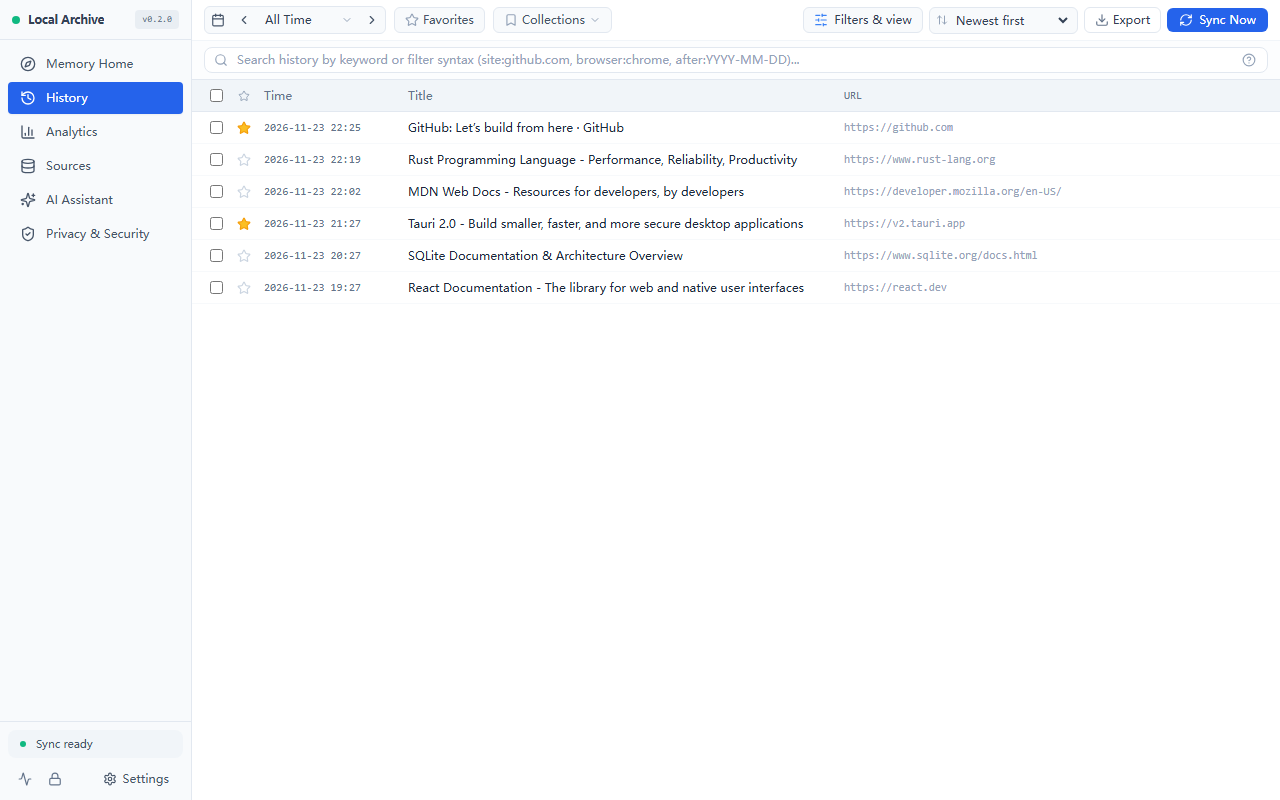 Local Archive
v0.2.0
Memory Home
History
Analytics
Sources
AI Assistant
Privacy & Security
Sync ready
Settings
All Time
Favorites
Collections
Filters & view
Newest first
Export
Sync Now
Search history by keyword or filter syntax (site:github.com, browser:chrome, after:YYYY-MM-DD)...
Time Title URL
2026-11-23 22:25 GitHub: Let's build from here · GitHub https://github.com
2026-11-23 22:19 Rust Programming Language - Performance, Reliability, Productivity https://www.rust-lang.org
2026-11-23 22:02 MDN Web Docs - Resources for developers, by developers https://developer.mozilla.org/en-US/
2026-11-23 21:27 Tauri 2.0 - Build smaller, faster, and more secure desktop applications https://v2.tauri.app
2026-11-23 20:27 SQLite Documentation & Architecture Overview https://www.sqlite.org/docs.html
2026-11-23 19:27 React Documentation - The library for web and native user interfaces https://react.dev